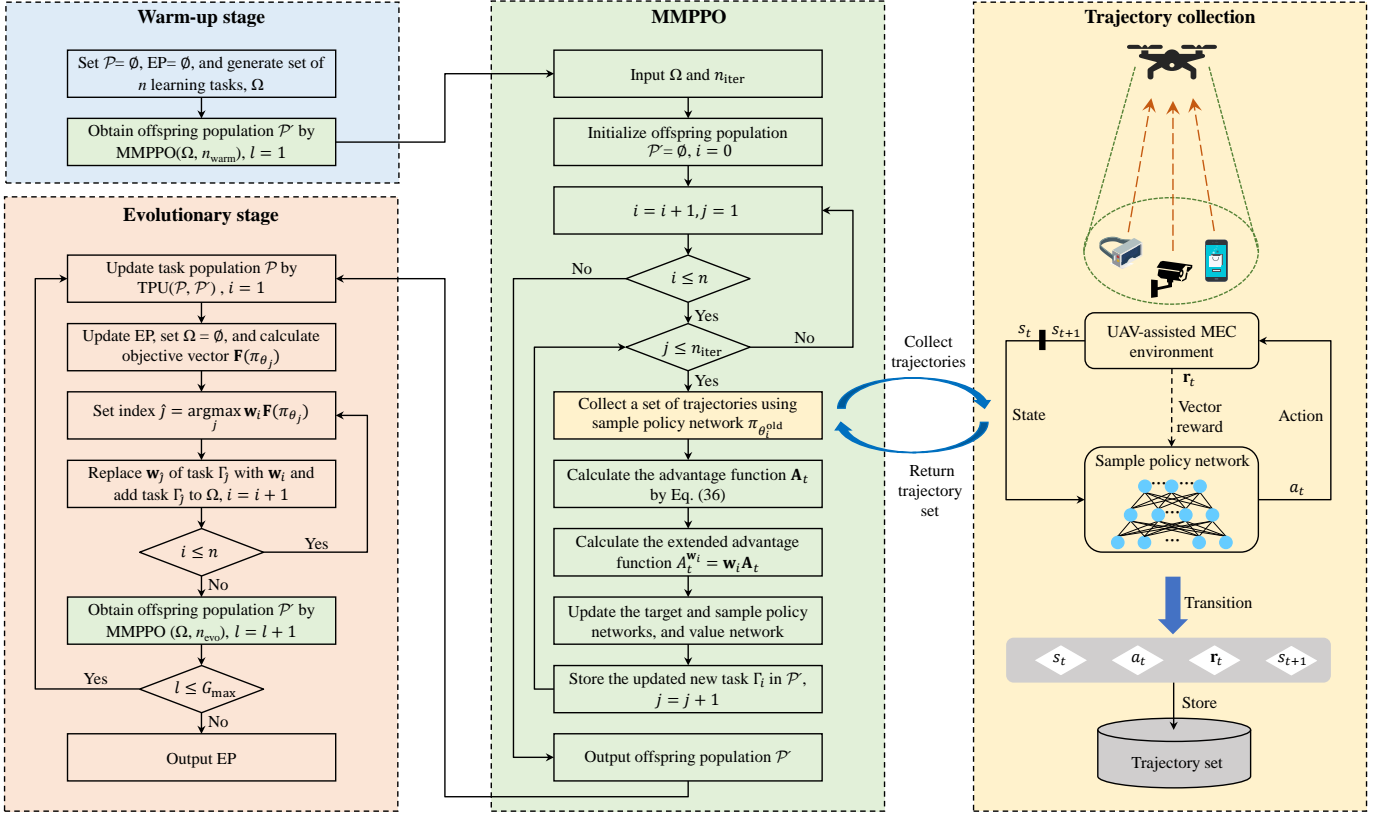 Warm-up stage
Set 𝒫 = ∅, EP= ∅, and generate set of
n learning tasks, Ω
Obtain offspring population 𝒫′ by
MMPPO(Ω, n_warm), l = 1
Evolutionary stage
Update task population 𝒫 by
TPU(𝒫, 𝒫′) , i = 1
Update EP, set Ω = ∅, and calculate
objective vector F(π_θ_j)
Set index ĵ = argmax w_i F(π_θ_j)
j
Replace w_ĵ of task Γ_ĵ with w_i and
add task Γ_ĵ to Ω, i = i + 1
i ≤ n
Yes
No
Obtain offspring population 𝒫′ by
MMPPO (Ω, n_evo), l = l + 1
Yes
l ≤ G_max
No
Output EP
MMPPO
Input Ω and n_iter
Initialize offspring population
𝒫′ = ∅, i = 0
i = i + 1, j = 1
No
i ≤ n
Yes
j ≤ n_iter
No
Yes
Collect a set of trajectories using
sample policy network π_θ_i^old
Calculate the advantage function A_t
by Eq. (36)
Calculate the extended advantage
function A_t^w_i = w_i A_t
Update the target and sample policy
networks, and value network
Store the updated new task Γ_i in 𝒫′,
j = j + 1
Output offspring population 𝒫′
Collect
trajectories
Return
trajectory
set
Trajectory collection
s_t
s_t+1
UAV-assisted MEC
environment
r_t
State
Vector
reward
Action
Sample policy network
a_t
Transition
s_t
a_t
r_t
s_t+1
Store
Trajectory set